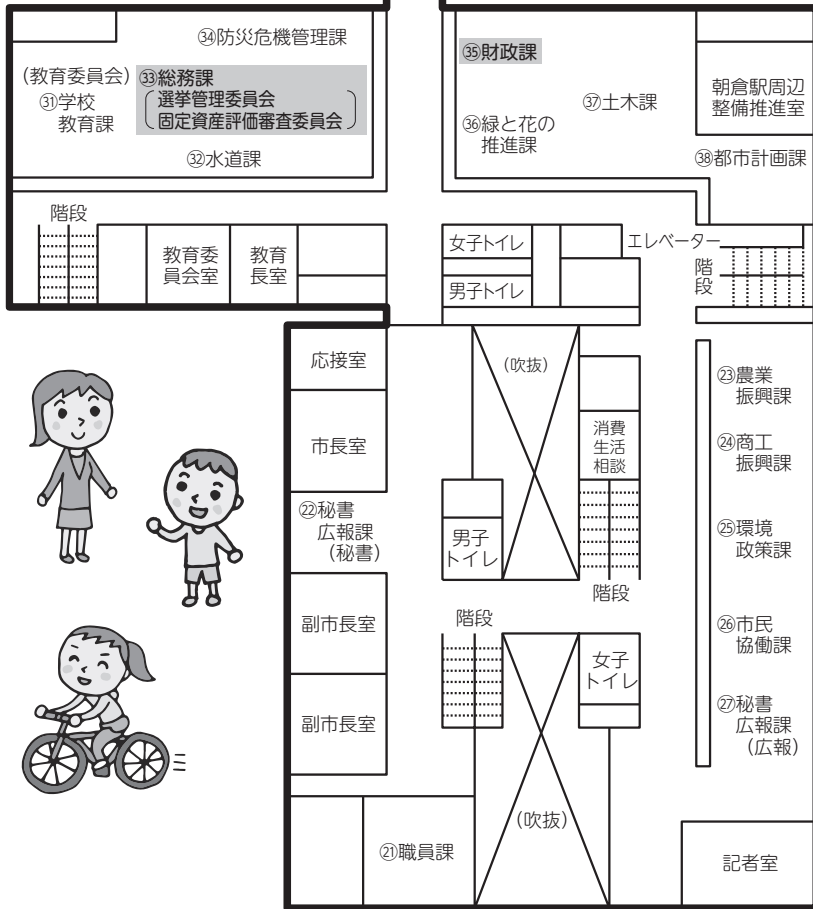 ㉞防災危機管理課
(教育委員会)
㉛学校
教育課
㉝総務課
選挙管理委員会
固定資産評価審査委員会
㉜水道課
㉟財政課
㊱緑と花の
推進課
㊲土木課
朝倉駅周辺
整備推進室
㊳都市計画課
階段
教育委
員会室
教育
長室
女子トイレ
男子トイレ
エレベーター
階段
応接室
市長室
㉒秘書
広報課
(秘書)
副市長室
副市長室
㉑職員課
(吹抜)
消費
生活
相談
男子
トイレ
階段
階段
女子
トイレ
(吹抜)
㉓農業
振興課
㉔商工
振興課
㉕環境
政策課
㉖市民
協働課
㉗秘書
広報課
(広報)
記者室